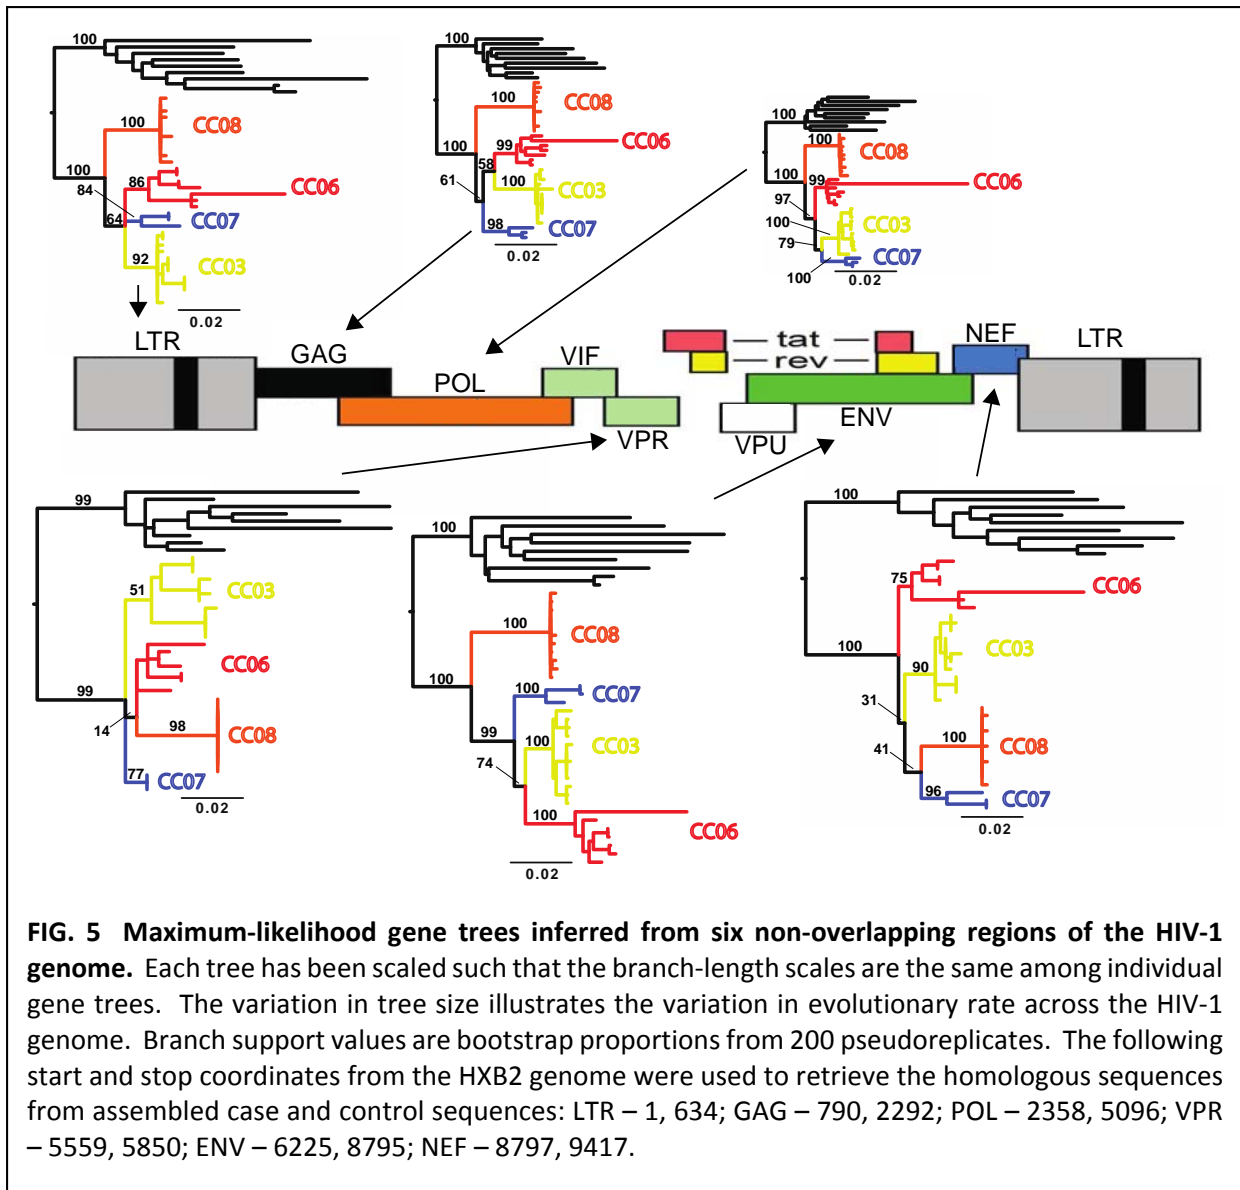 100
100
CC08
100
86
84
CC06
64
CC07
92
CC03
0.02
100
100
CC08
100
99
CC06
58
61
100
CC03
98
CC07
0.02
100
100
CC08
100
99
CC06
97
100
CC03
79
CC07
100
0.02
LTR
GAG
POL
VIF
VPR
tat
rev
VPU
ENV
NEF
LTR
99
51
CC03
CC06
99
14
98
CC08
77
CC07
0.02
100
100
CC08
100
100
CC07
99
100
CC03
74
100
CC06
0.02
100
75
CC06
100
90
CC03
31
100
CC08
41
96
CC07
0.02
FIG. 5 Maximum-likelihood gene trees inferred from six non-overlapping regions of the HIV-1
genome. Each tree has been scaled such that the branch-length scales are the same among individual
gene trees. The variation in tree size illustrates the variation in evolutionary rate across the HIV-1
genome. Branch support values are bootstrap proportions from 200 pseudoreplicates. The following
start and stop coordinates from the HXB2 genome were used to retrieve the homologous sequences
from assembled case and control sequences: LTR – 1, 634; GAG – 790, 2292; POL – 2358, 5096; VPR
– 5559, 5850; ENV – 6225, 8795; NEF – 8797, 9417.